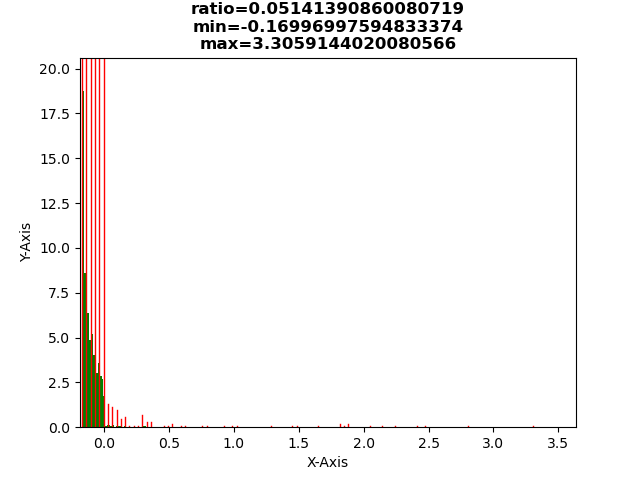 ratio=0.05141390860080719
min=-0.16996997594833374
max=3.3059144020080566
20.0
17.5
15.0
12.5
10.0
7.5
5.0
2.5
0.0
Y-Axis
0.0 0.5 1.0 1.5 2.0 2.5 3.0 3.5
X-Axis